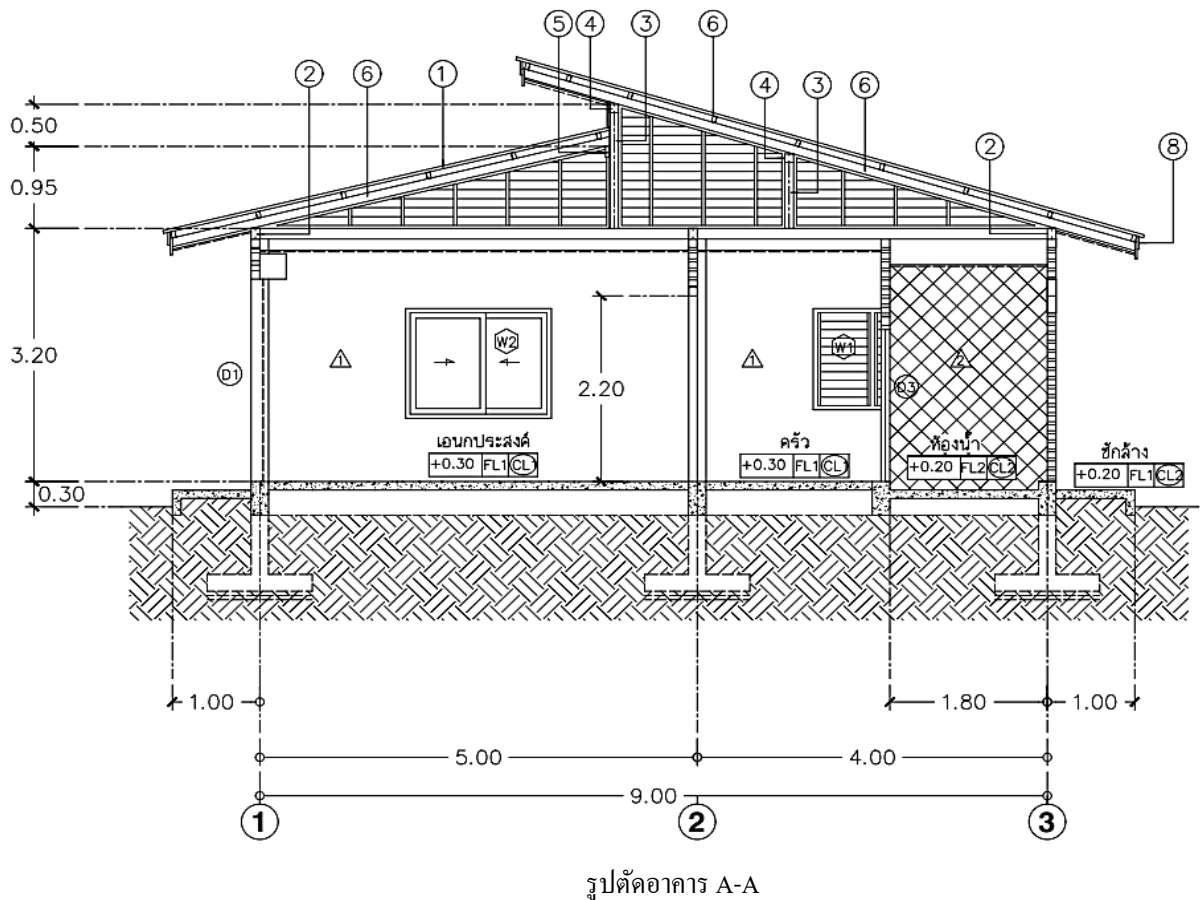 5 4 3 6
2 6 1 4 3 6 2 8
0.50
0.95
3.20
0.30
D1 1 W2 2.20 1 W1 D3 2
เอนกประสงค์
+0.30 FL1 CL1
ครัว
+0.30 FL1 CL1
ห้องน้ำ
+0.20 FL2 CL2
ซักล้าง
+0.20 FL1 CL2
1.00 1.80 1.00
5.00 4.00
9.00
1 2 3
รูปตัดอาคาร A-A